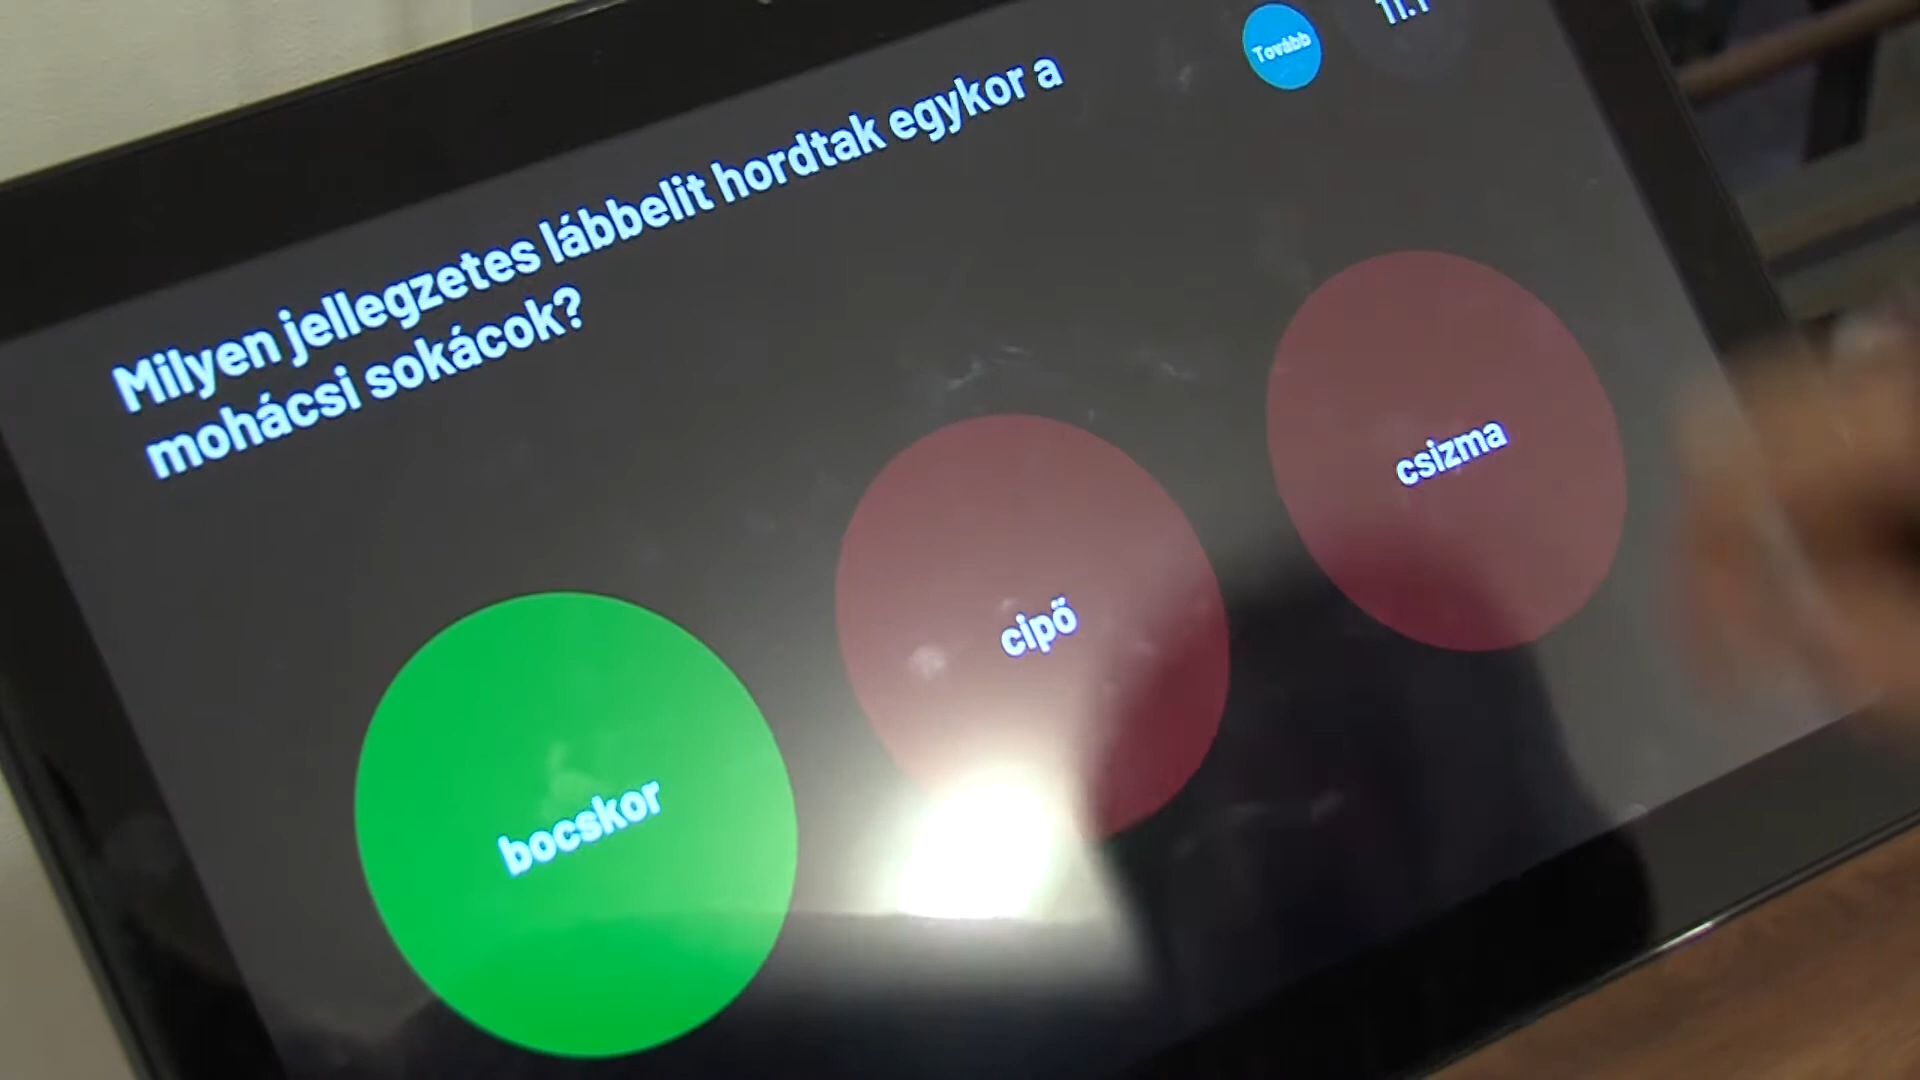 Tovább
Milyen jellegzetes lábbelit hordtak egykor a
mohácsi sokácok?
csizma
cipő
bocskor